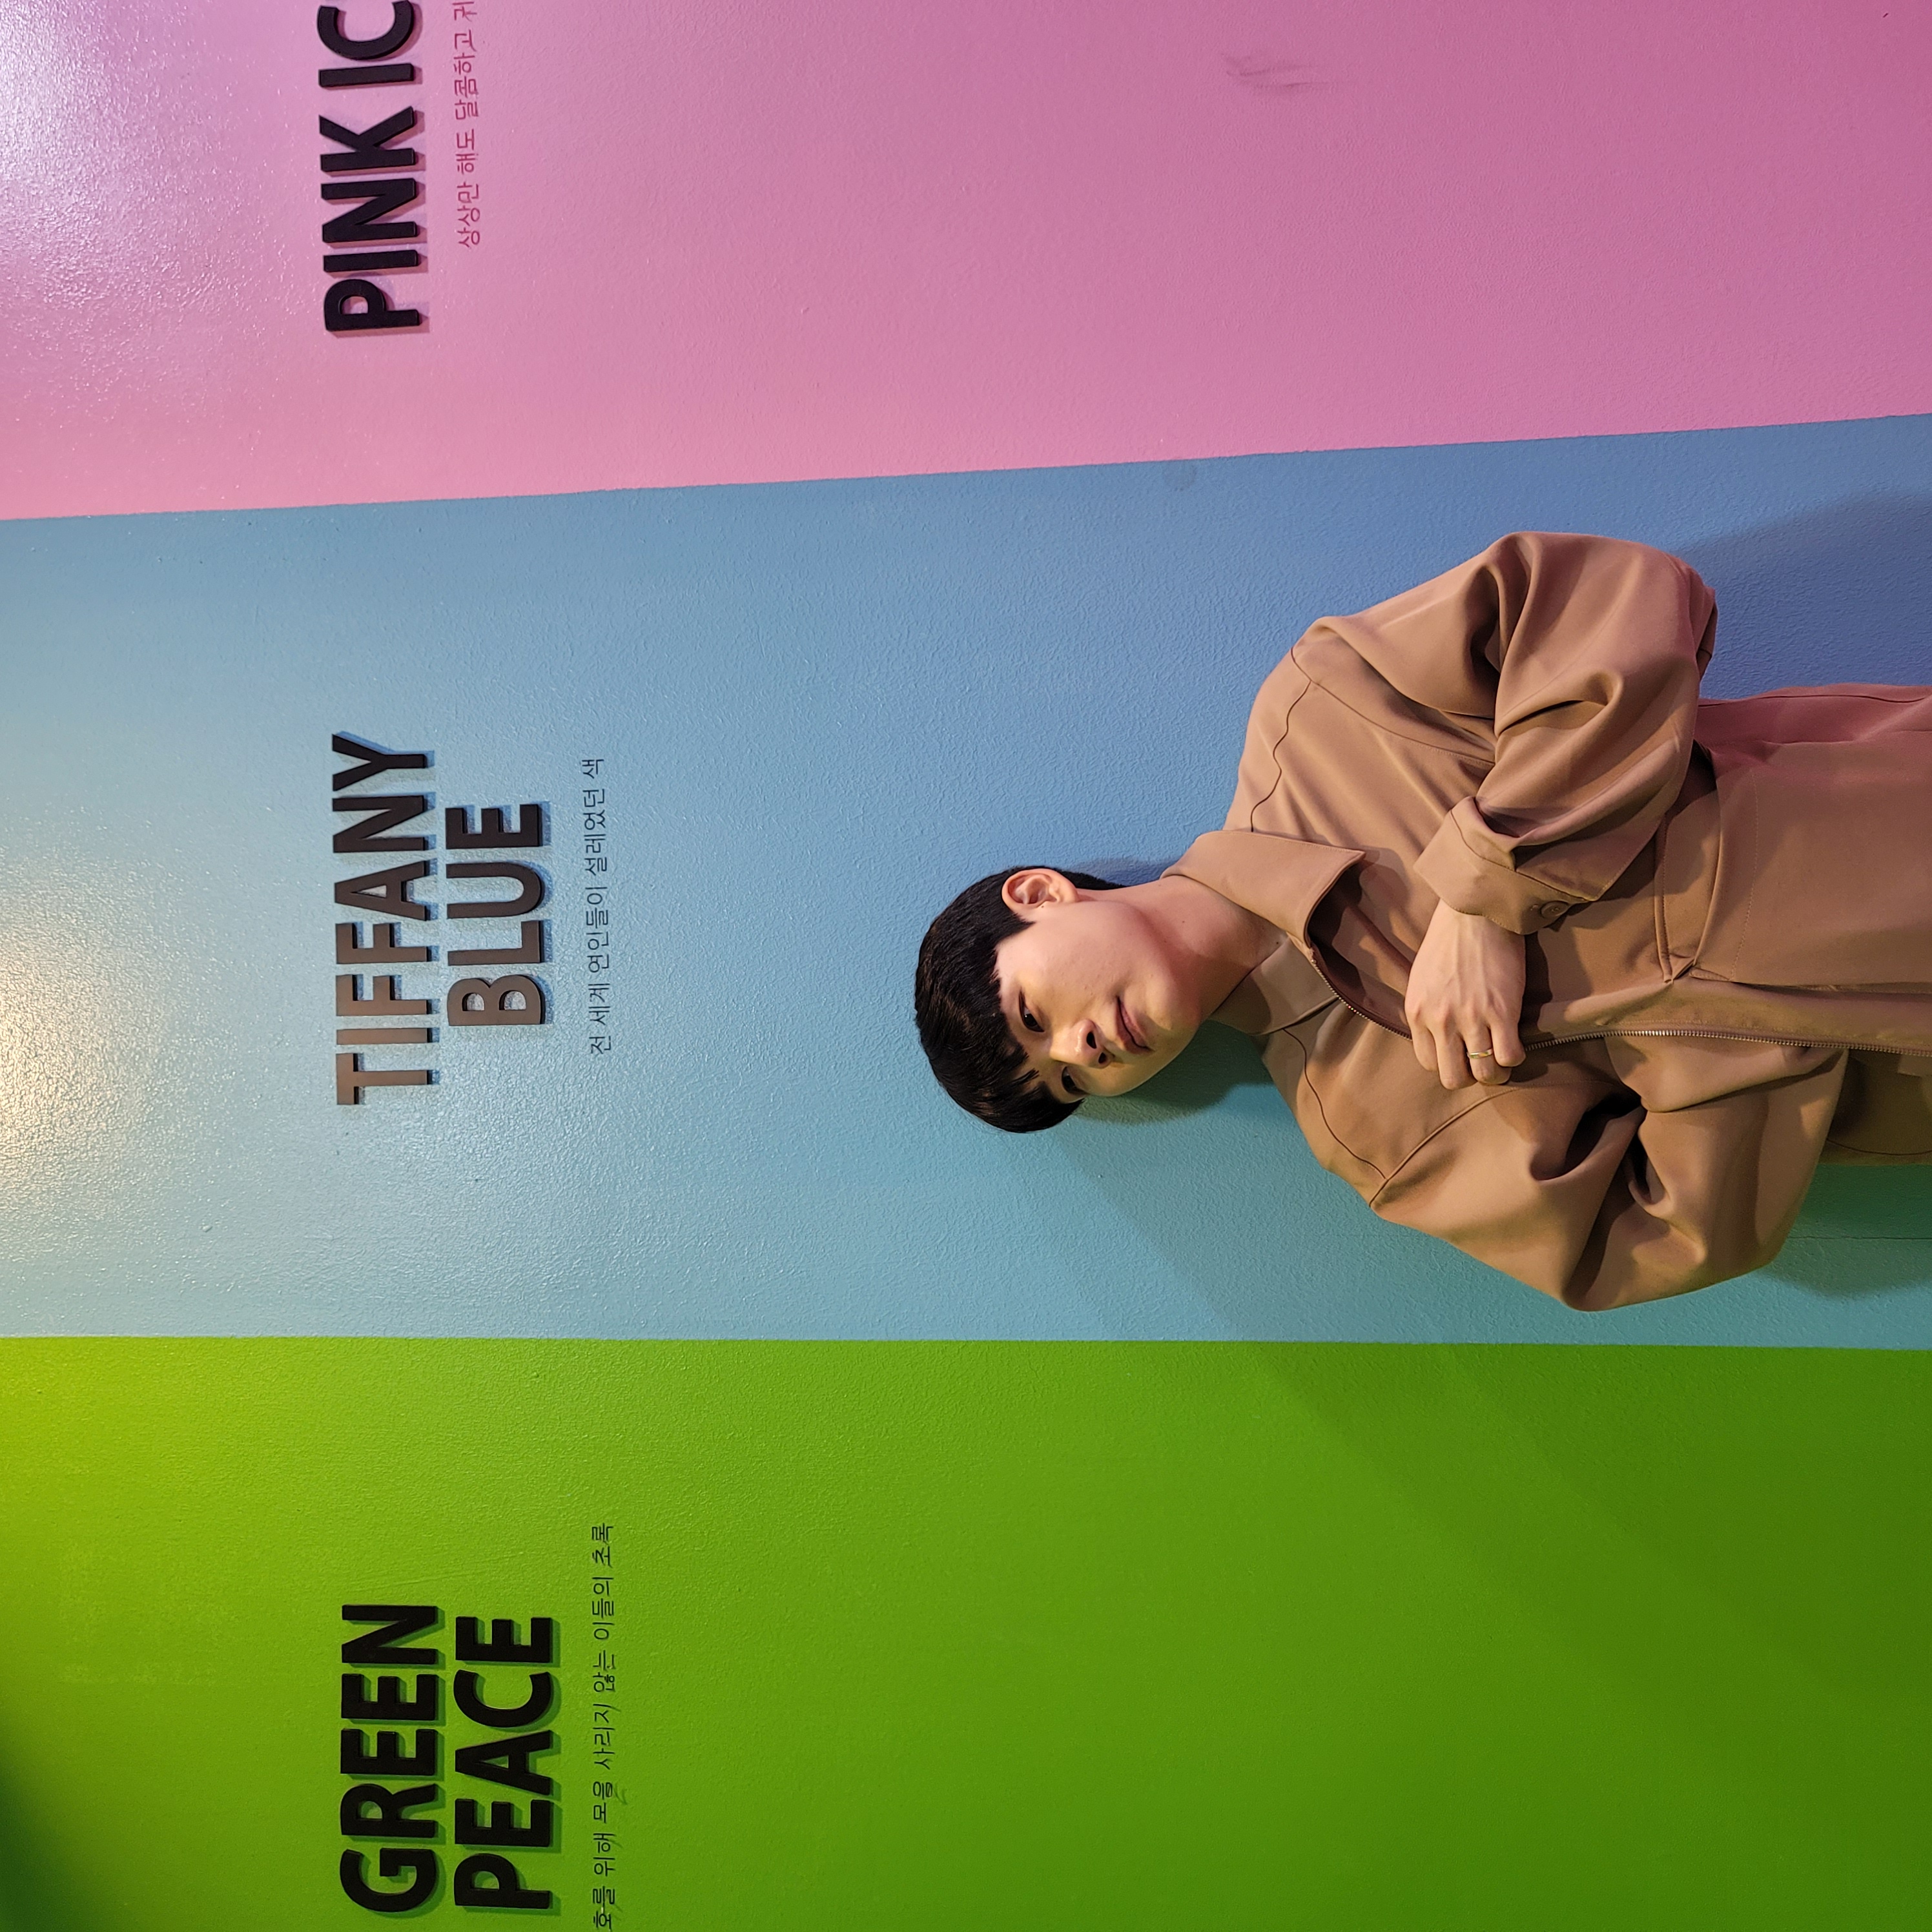 GREEN
PEACE
위해 몸을 사리지 않는 이들의 초록
TIFFANY
BLUE
전 세계 연인들이 설레었던 색
PINK IC
상상만 해도 달콤하고